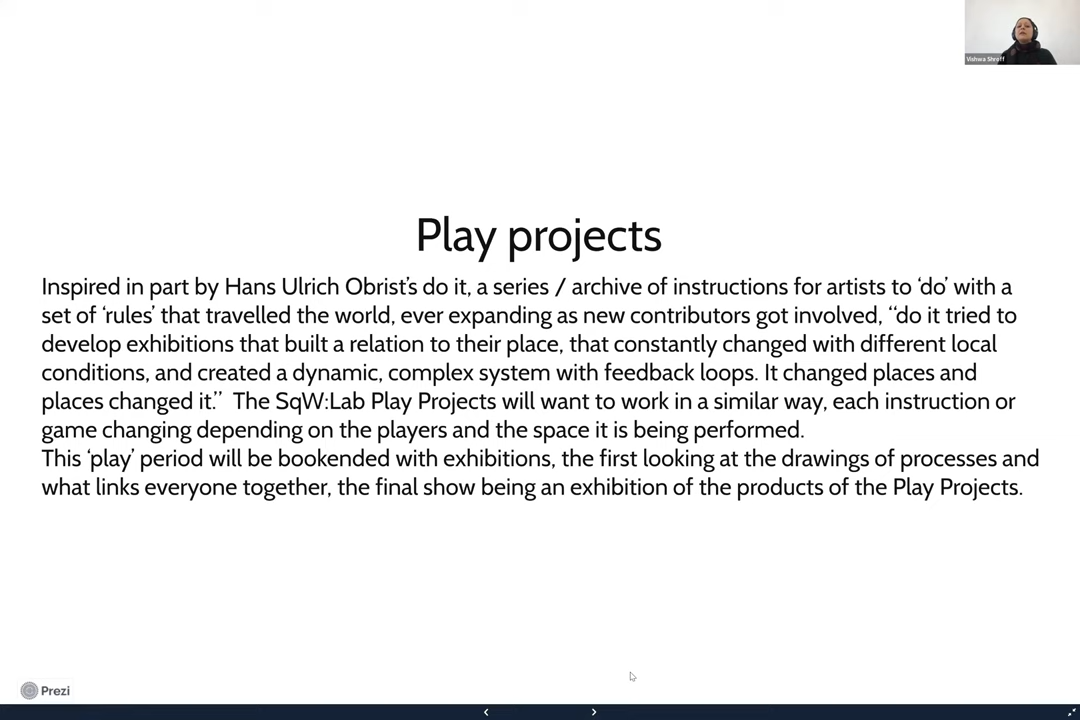 Vishwa Shroff
Play projects
Inspired in part by Hans Ulrich Obrist's do it, a series / archive of instructions for artists to 'do' with a
set of 'rules' that travelled the world, ever expanding as new contributors got involved, "do it tried to
develop exhibitions that built a relation to their place, that constantly changed with different local
conditions, and created a dynamic, complex system with feedback loops. It changed places and
places changed it." The SqW:Lab Play Projects will want to work in a similar way, each instruction or
game changing depending on the players and the space it is being performed.
This 'play' period will be bookended with exhibitions, the first looking at the drawings of processes and
what links everyone together, the final show being an exhibition of the products of the Play Projects.
Prezi